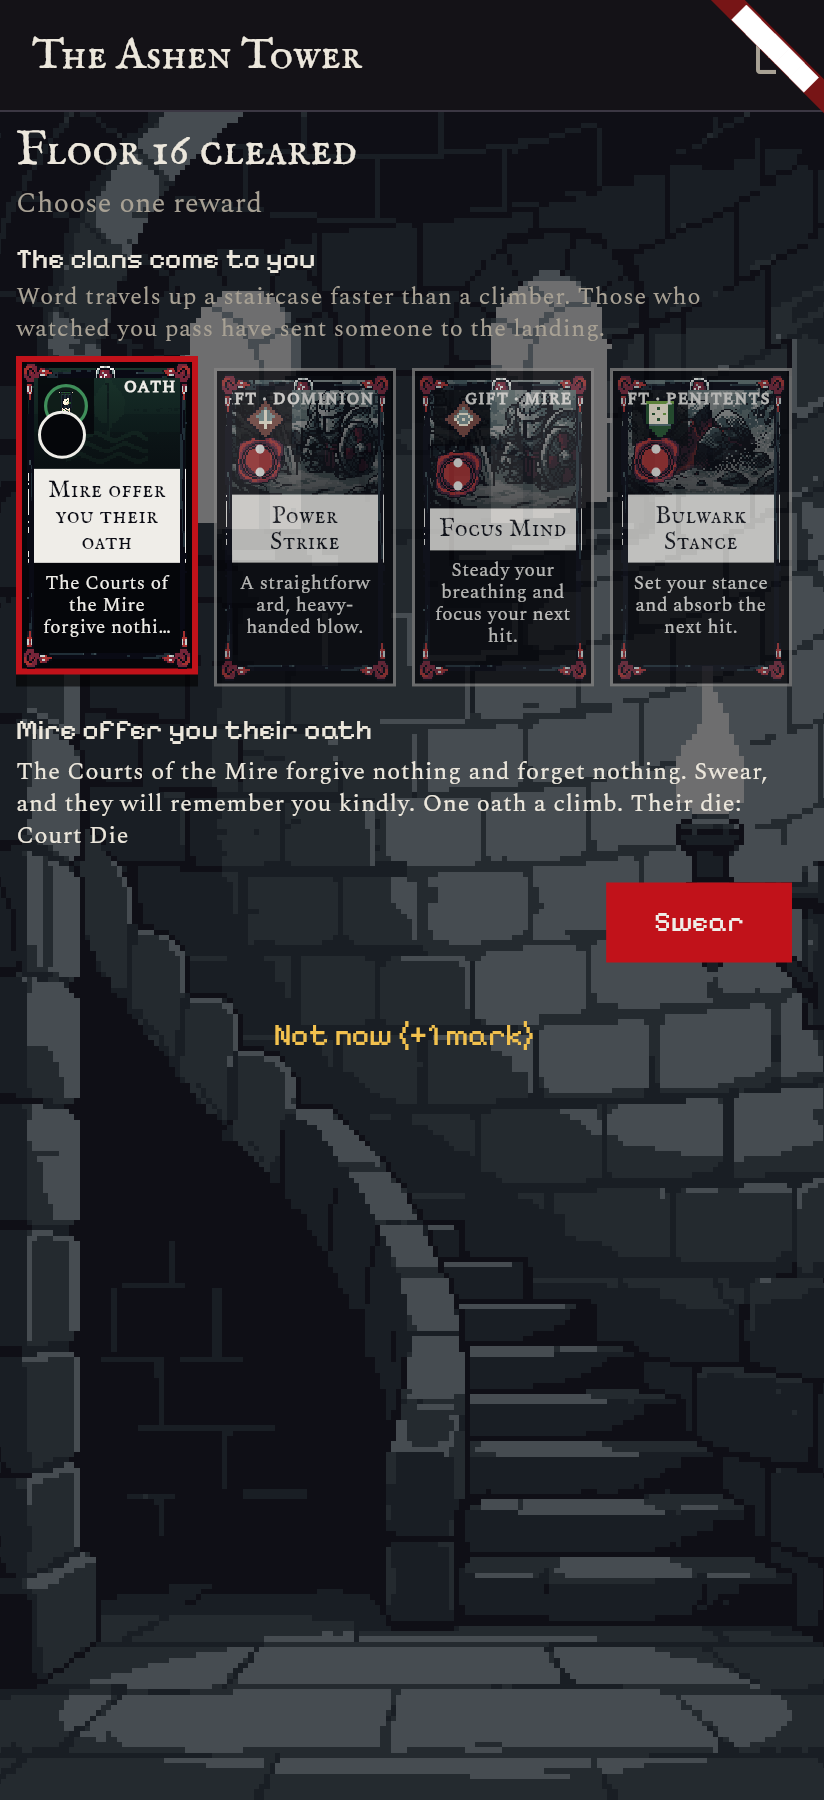 The Ashen Tower
Floor 16 cleared
Choose one reward
The clans come to you
Word travels up a staircase faster than a climber. Those who
watched you pass have sent someone to the landing.
OATH
Mire offer
you their
oath
The Courts of
the Mire
forgive nothi…
FT · DOMINION
Power
Strike
A straightforw
ard, heavy-
handed blow.
GIFT · MIRE
Focus Mind
Steady your
breathing and
focus your next
hit.
FT · PENITENTS
Bulwark
Stance
Set your stance
and absorb the
next hit.
Mire offer you their oath
The Courts of the Mire forgive nothing and forget nothing. Swear,
and they will remember you kindly. One oath a climb. Their die:
Court Die
Swear
Not now (+1 mark)